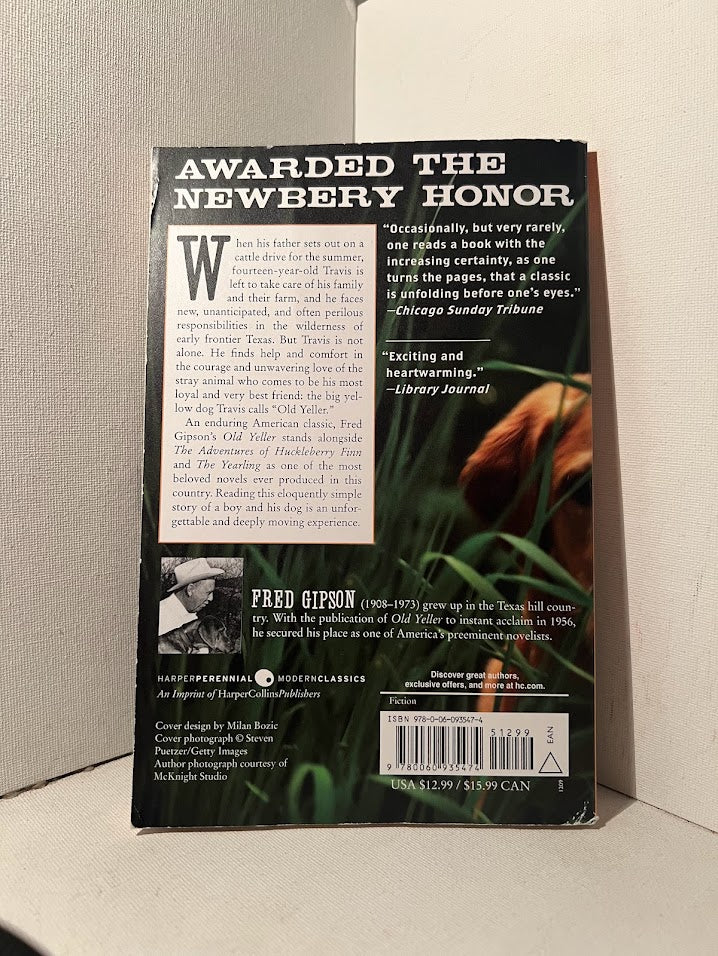 AWARDED THE
NEWBERY HONOR
When his father sets out on a
cattle drive for the summer,
fourteen-year-old Travis is
left to take care of his family
and their farm, and he faces
new, unanticipated, and often perilous
responsibilities in the wilderness of
early frontier Texas. But Travis is not
alone. He finds help and comfort in
the courage and unwavering love of the
stray animal who comes to be his most
loyal and very best friend: the big yel-
low dog Travis calls “Old Yeller.”
An enduring American classic, Fred
Gipson’s Old Yeller stands alongside
The Adventures of Huckleberry Finn
and The Yearling as one of the most
beloved novels ever produced in this
country. Reading this eloquently simple
story of a boy and his dog is an unfor-
gettable and deeply moving experience.
“Occasionally, but very rarely,
one reads a book with the
increasing certainty, as one
turns the pages, that a classic
is unfolding before one’s eyes.”
—Chicago Sunday Tribune
“Exciting and
heartwarming.”
—Library Journal
FRED GIPSON (1908–1973) grew up in the Texas hill coun-
try. With the publication of Old Yeller to instant acclaim in 1956,
he secured his place as one of America’s preeminent novelists.
HARPERPERENNIAL MODERNCLASSICS
An Imprint of HarperCollinsPublishers
Cover design by Milan Bozic
Cover photograph © Steven
Puetzer/Getty Images
Author photograph courtesy of
McKnight Studio
Discover great authors,
exclusive offers, and more at hc.com.
Fiction
ISBN 978-0-06-093547-4
51299
EAN
9 780060 935474
USA $12.99 / $15.99 CAN
1209